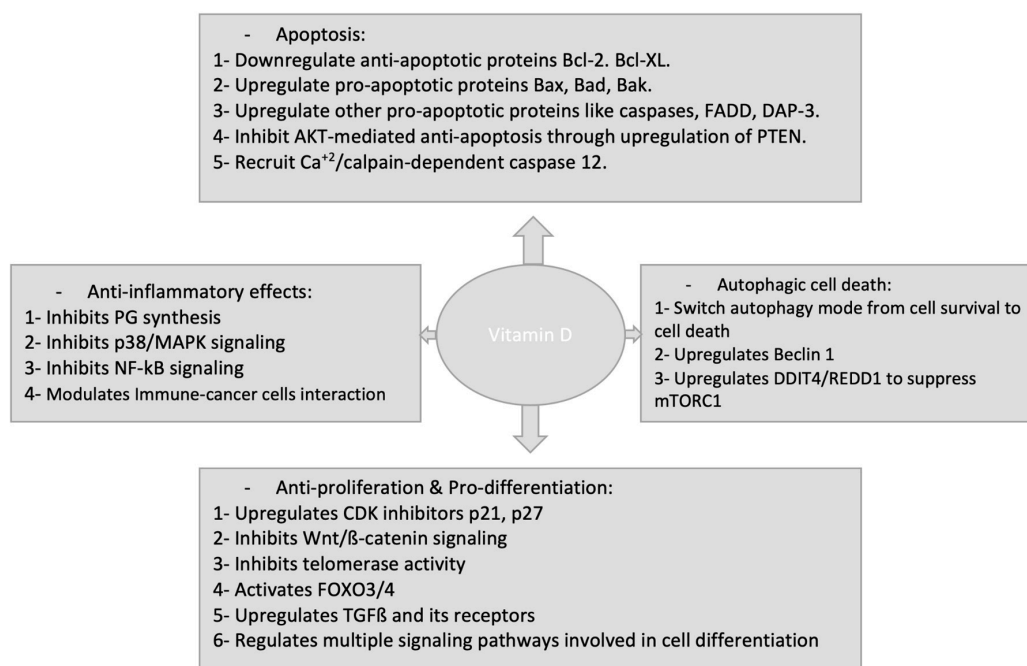 - Apoptosis:
1- Downregulate anti-apoptotic proteins Bcl-2. Bcl-XL.
2- Upregulate pro-apoptotic proteins Bax, Bad, Bak.
3- Upregulate other pro-apoptotic proteins like caspases, FADD, DAP-3.
4- Inhibit AKT-mediated anti-apoptosis through upregulation of PTEN.
5- Recruit Ca⁺²/calpain-dependent caspase 12.
- Anti-inflammatory effects:
1- Inhibits PG synthesis
2- Inhibits p38/MAPK signaling
3- Inhibits NF-kB signaling
4- Modulates Immune-cancer cells interaction
Vitamin D
- Autophagic cell death:
1- Switch autophagy mode from cell survival to
cell death
2- Upregulates Beclin 1
3- Upregulates DDIT4/REDD1 to suppress
mTORC1
- Anti-proliferation & Pro-differentiation:
1- Upregulates CDK inhibitors p21, p27
2- Inhibits Wnt/ß-catenin signaling
3- Inhibits telomerase activity
4- Activates FOXO3/4
5- Upregulates TGFß and its receptors
6- Regulates multiple signaling pathways involved in cell differentiation